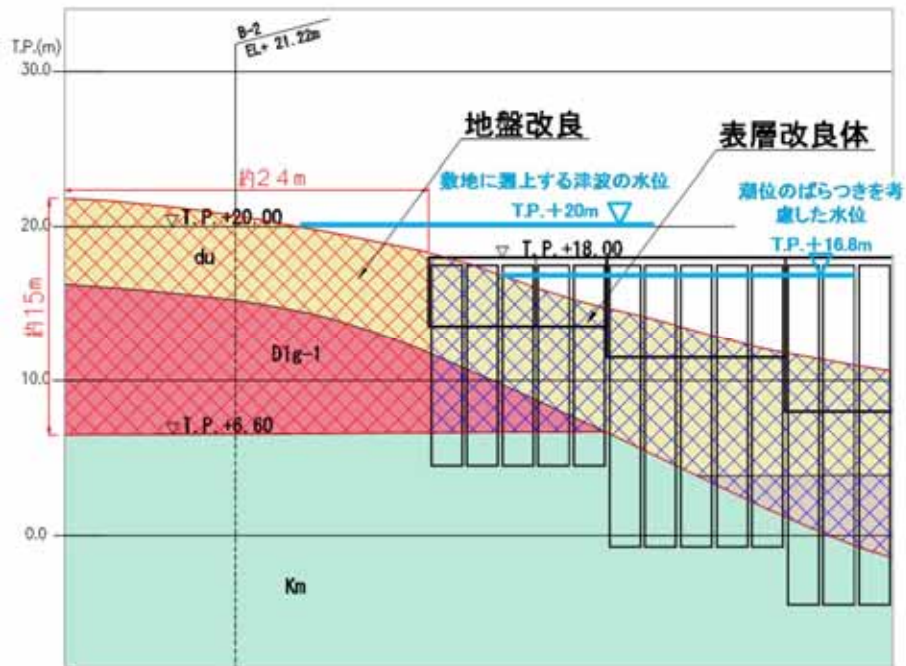 B-2
EL+ 21.22m
T.P.(m)
30.0
地盤改良
表層改良体
約24m
敷地に遡上する津波の水位
T.P.+20m
潮位のばらつきを考
慮した水位
T.P.+16.8m
20.0
T.P.+20.00
T.P.+18.00
du
約15m
D1g-1
10.0
T.P.+6.60
0.0
Km